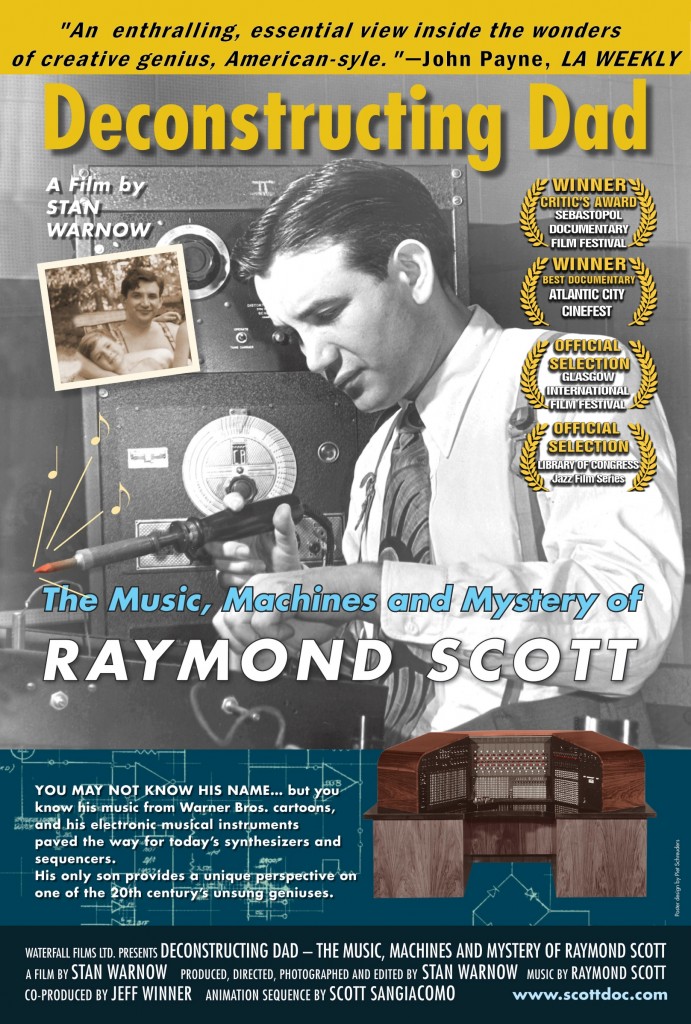 "An enthralling, essential view inside the wonders
of creative genius, American-syle."—John Payne, LA WEEKLY
Deconstructing Dad
A Film by
STAN
WARNOW
WINNER
CRITIC'S AWARD
SEBASTOPOL
DOCUMENTARY
FILM FESTIVAL
WINNER
BEST DOCUMENTARY
ATLANTIC CITY
CINEFEST
OFFICIAL
SELECTION
GLASGOW
INTERNATIONAL
FILM FESTIVAL
OFFICIAL
SELECTION
LIBRARY OF CONGRESS
Jazz Film Series
The Music, Machines and Mystery of
RAYMOND SCOTT
YOU MAY NOT KNOW HIS NAME... but you
know his music from Warner Bros. cartoons,
and his electronic musical instruments
paved the way for today's synthesizers and
sequencers.
His only son provides a unique perspective on
one of the 20th century's unsung geniuses.
Poster design by Piet Schreuders
WATERFALL FILMS LTD. PRESENTS DECONSTRUCTING DAD – THE MUSIC, MACHINES AND MYSTERY OF RAYMOND SCOTT
A FILM BY STAN WARNOW PRODUCED, DIRECTED, PHOTOGRAPHED AND EDITED BY STAN WARNOW MUSIC BY RAYMOND SCOTT
CO-PRODUCED BY JEFF WINNER ANIMATION SEQUENCE BY SCOTT SANGIACOMO www.scottdoc.com